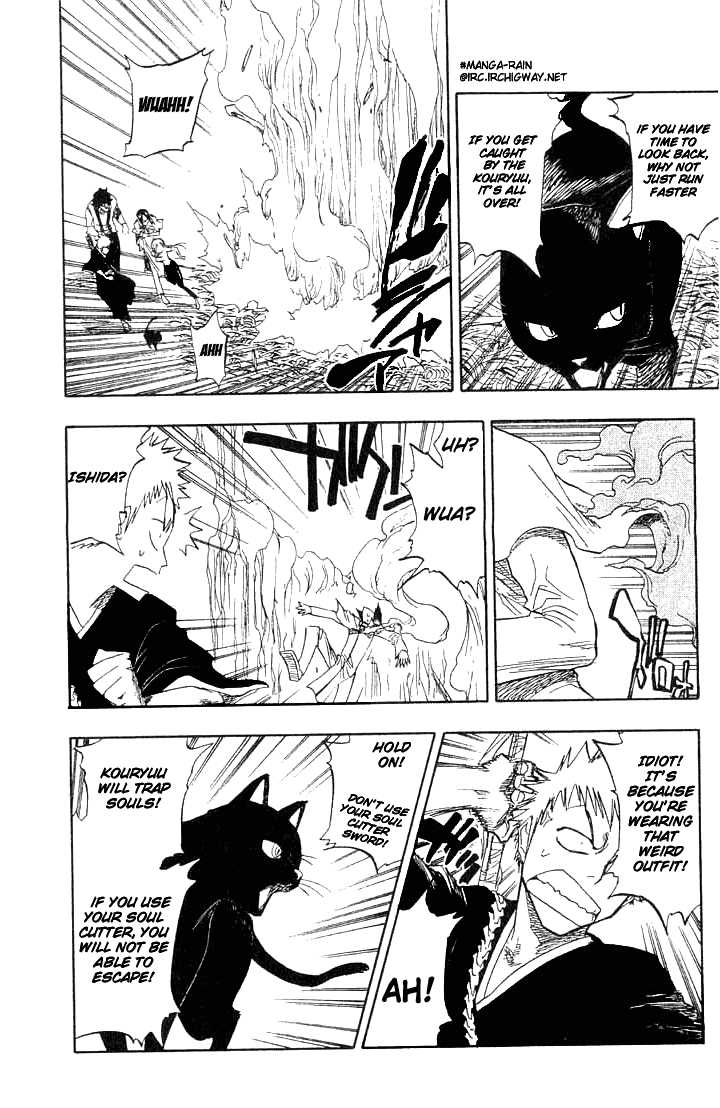 #MANGA-RAIN
@IRC.IRCHIGWAY.NET
IF YOU HAVE
TIME TO
LOOK BACK,
WHY NOT
JUST RUN
FASTER
IF YOU GET
CAUGHT
BY THE
KOURYUU,
IT'S ALL
OVER!
WUAHH!
AHH
UH?
WUA?
ISHIDA?
IDIOT!
IT'S
BECAUSE
YOU'RE
WEARING
THAT
WEIRD
OUTFIT!
AH!
HOLD
ON!
DON'T USE
YOUR SOUL
CUTTER
SWORD!
KOURYUU
WILL TRAP
SOULS!
IF YOU USE
YOUR SOUL
CUTTER, YOU
WILL NOT BE
ABLE TO
ESCAPE!